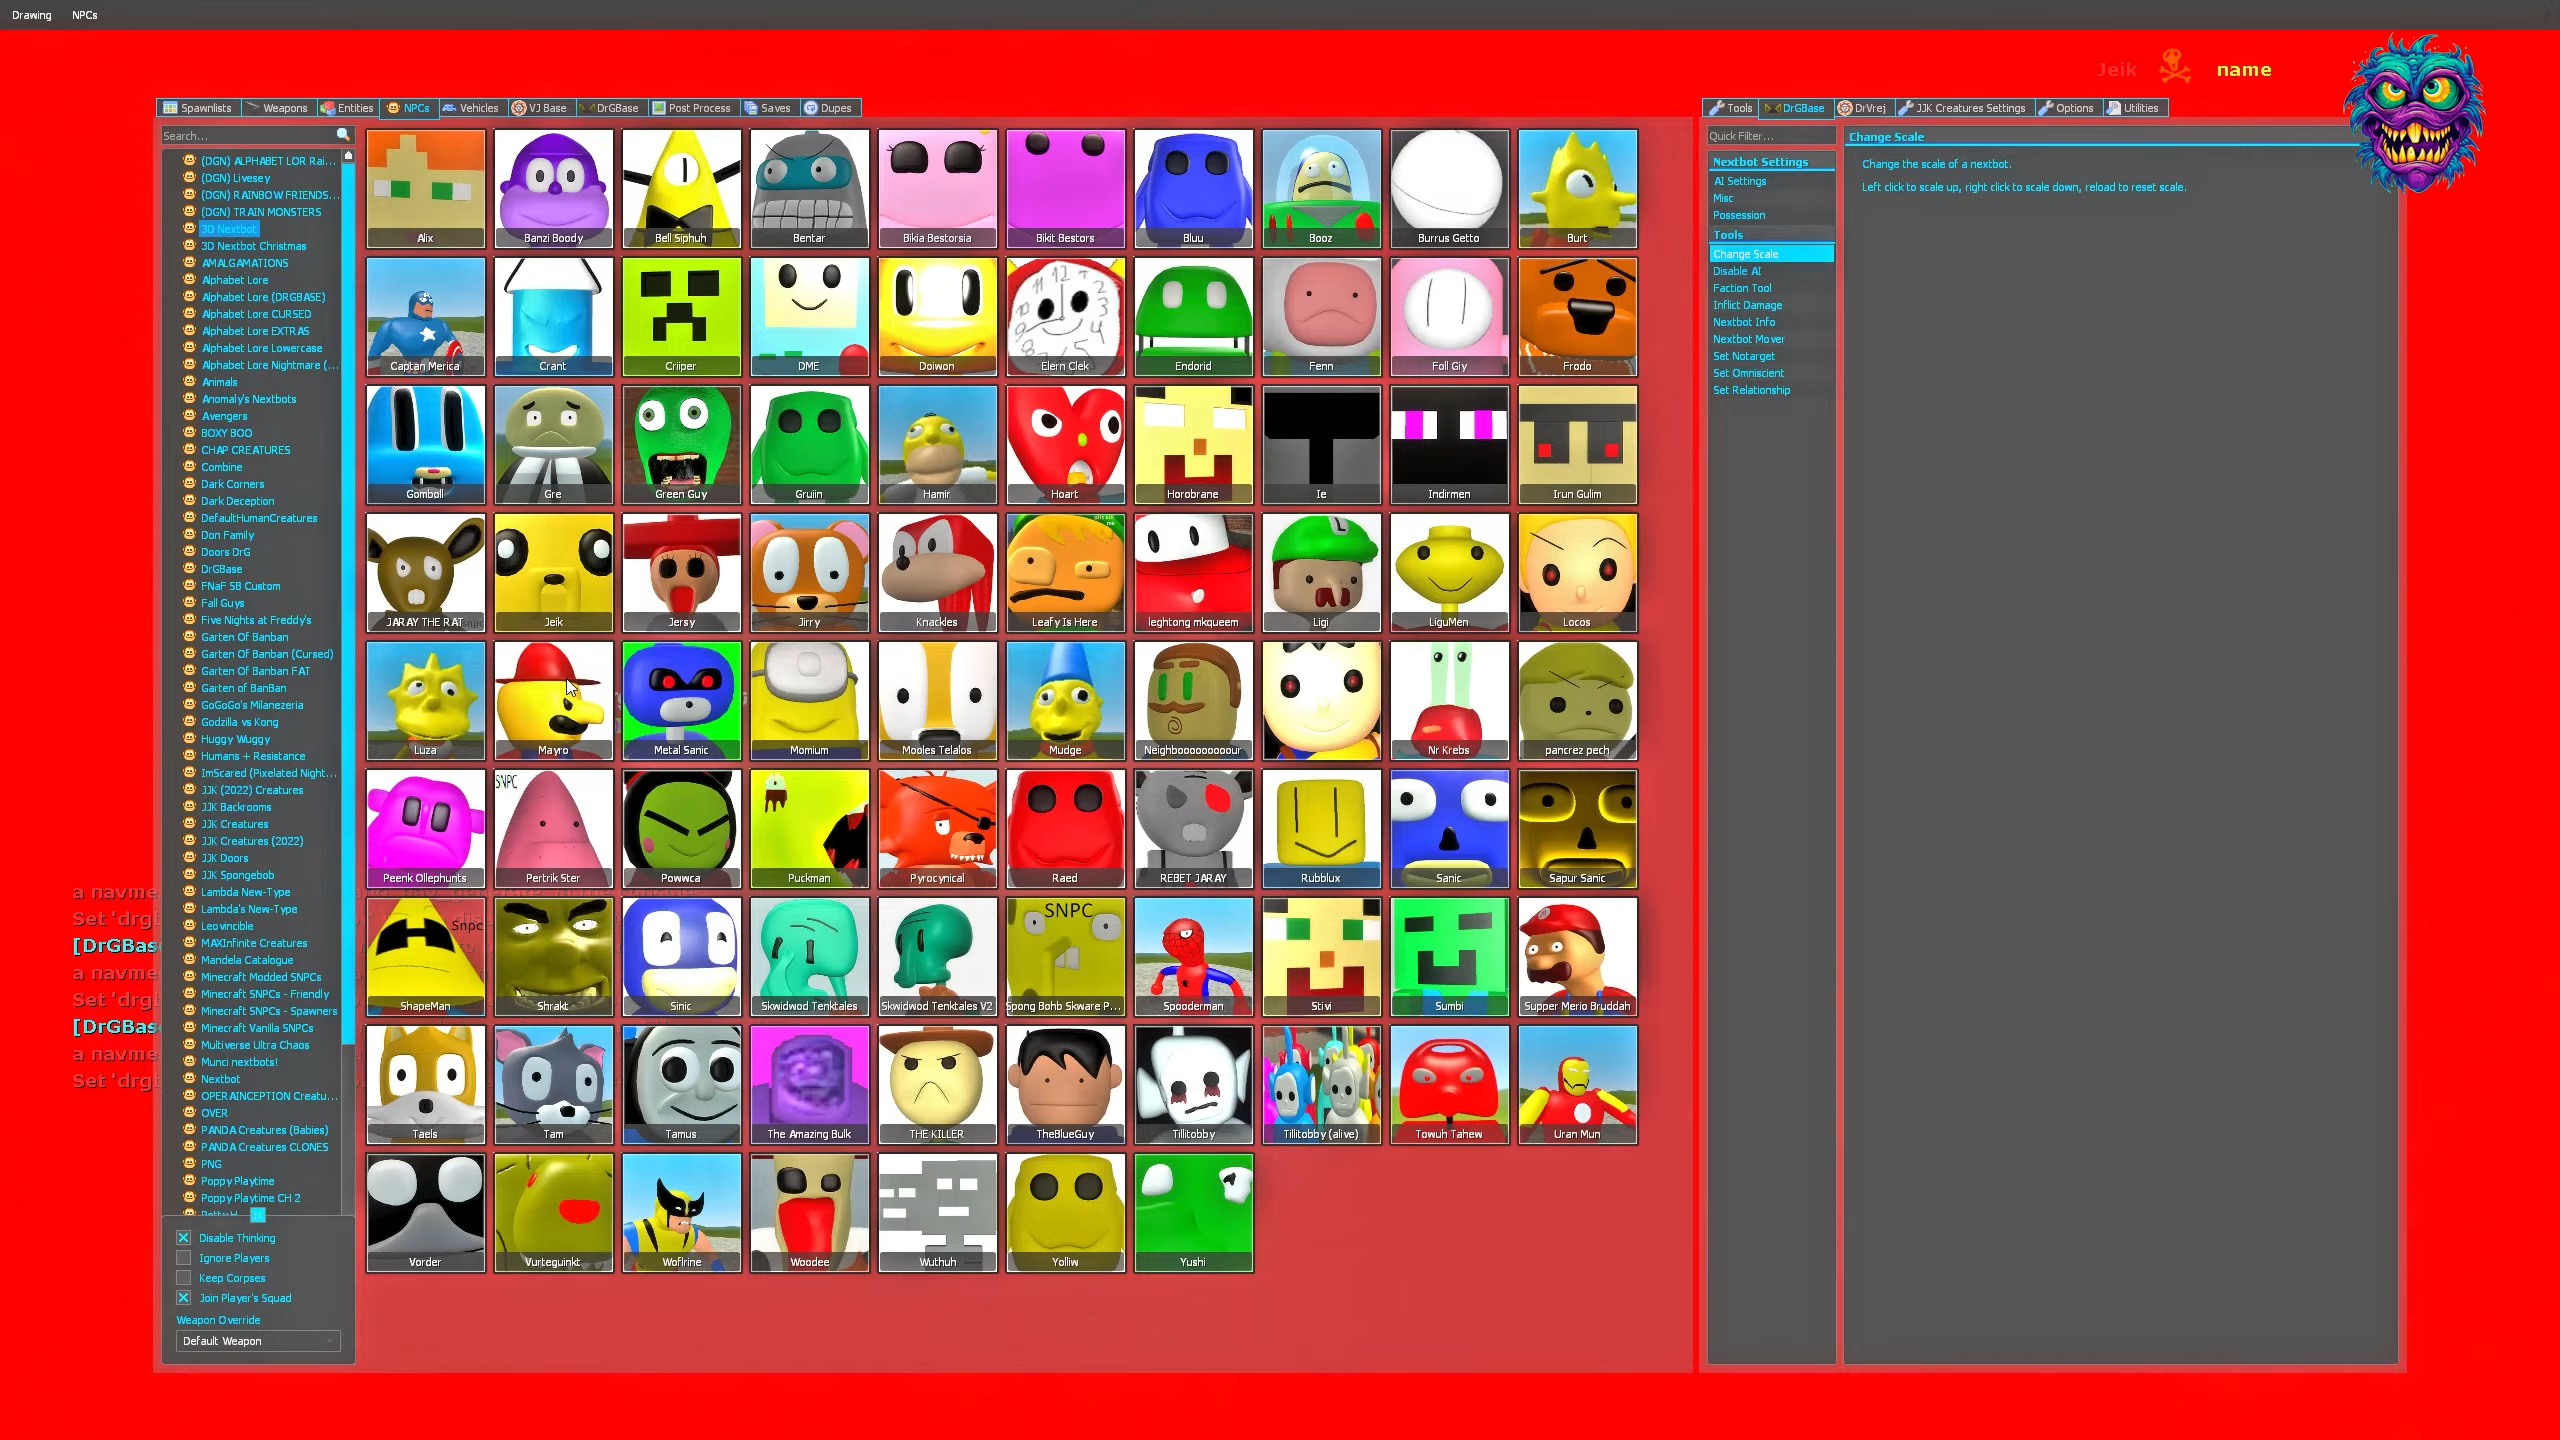 Drawing NPCs
Jeik name
Spawnlists Weapons Entities NPCs Vehicles VJ Base DrGBase Post Process Saves Dupes
Tools DrGBase DrVrej JJK Creatures Settings Options Utilities
Search...
(DGN) ALPHABET LOR Rai...
(DGN) Livesey
(DGN) RAINBOW FRIENDS...
(DGN) TRAIN MONSTERS
3D Nextbot
3D Nextbot Christmas
AMALGAMATIONS
Alphabet Lore
Alphabet Lore (DRGBASE)
Alphabet Lore CURSED
Alphabet Lore EXTRAS
Alphabet Lore Lowercase
Alphabet Lore Nightmare (...
Animals
Anomaly's Nextbots
Avengers
BOXY BOO
CHAP CREATURES
Combine
Dark Corners
Dark Deception
DefaultHumanCreatures
Don Family
Doors DrG
DrGBase
FNaF SB Custom
Fall Guys
Five Nights at Freddy's
Garten Of Banban
Garten Of Banban (Cursed)
Garten Of Banban FAT
Garten of BanBan
GoGoGo's Milanezeria
Godzilla vs Kong
Huggy Wuggy
Humans + Resistance
ImScared (Pixelated Night...
JJK (2022) Creatures
JJK Backrooms
JJK Creatures
JJK Creatures (2022)
JJK Doors
JJK Spongebob
Lambda New-Type
Lambda's New-Type
Leovincible
MAXInfinite Creatures
Mandela Catalogue
Minecraft Modded SNPCs
Minecraft SNPCs - Friendly
Minecraft SNPCs - Spawners
Minecraft Vanilla SNPCs
Multiverse Ultra Chaos
Munci nextbots!
Nextbot
OPERAINCEPTION Creatu...
OVER
PANDA Creatures (Babies)
PANDA Creatures CLONES
PNG
Poppy Playtime
Poppy Playtime CH 2
Disable Thinking
Ignore Players
Keep Corpses
Join Player's Squad
Weapon Override
Default Weapon
a navme
Set 'drgb
[DrGBas
a navme
Set 'drgb
[DrGBas
a navme
Set 'drgb
Alix Banzi Boody Bell Siphuh Bentar Bikia Bestorsia Bikit Bestors Bluu Booz Burrus Getto Burt
Captan Merica Crant Criiper DME Doiwon Elern Clek Endorid Fenn Foll Giy Frodo
Gomboll Gre Green Guy Gruiin Hamir Hoart Horobrane Ie Indirmen Irun Gulim
JARAY THE RAT Jeik Jersy Jirry Knackles Leafy Is Here leghtong mkqueem Ligi LiguMen Locos
Luza Mayro Metal Sanic Momium Mooles Telalos Mudge Neighboooooooooour Nr Krebs pancrez pech
SNPC
Peenk Ollephunts Pertrik Ster Powwca Puckman Pyrocynical Raed REBET JARAY Rubblux Sanic Sapur Sanic
Snpc SNPC
ShapeMan Shrakt Sinic Skwidwod Tenktales Skwidwod Tenktales V2 Spong Bohb Skware P... Spooderman Stivi Sumbi Supper Merio Bruddah
Taels Tam Tamus The Amazing Bulk THE KILLER TheBlueGuy Tillitobby Tillitobby (alive) Towuh Tahew Uran Mun
Vorder Vurteguinkt Woflrine Woodee Wuthuh Yolliw Yushi
Quick Filter...
Nextbot Settings
AI Settings
Misc
Possession
Tools
Change Scale
Disable AI
Faction Tool
Inflict Damage
Nextbot Info
Nextbot Mover
Set Notarget
Set Omniscient
Set Relationship
Change Scale
Change the scale of a nextbot.
Left click to scale up, right click to scale down, reload to reset scale.